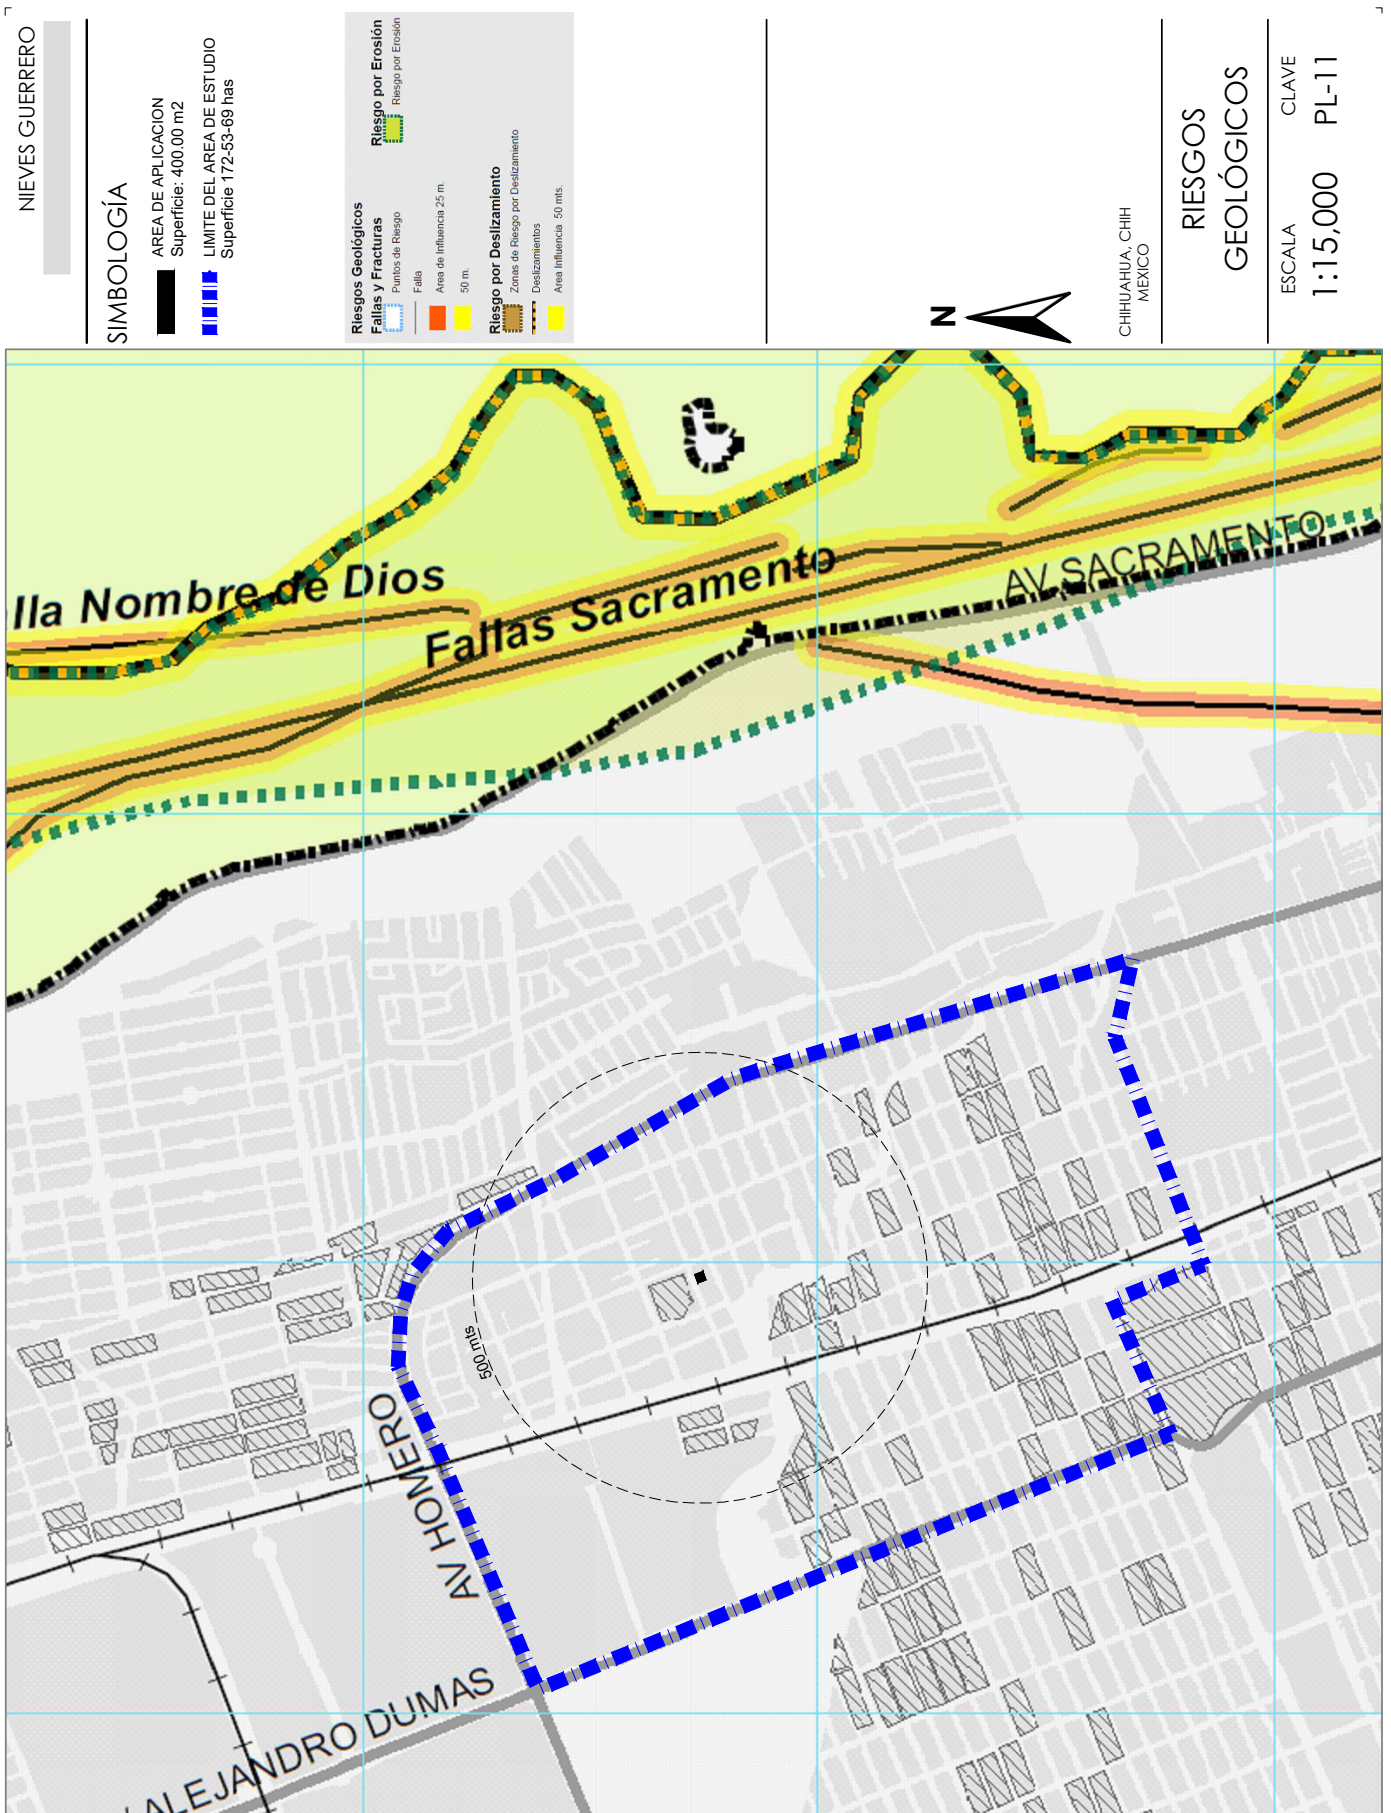 NIEVES GUERRERO
SIMBOLOGÍA
AREA DE APLICACION
Superficie: 400.00 m2
LIMITE DEL AREA DE ESTUDIO
Superficie 172-53-69 has
Riesgos Geológicos
Fallas y Fracturas
Puntos de Riesgo
Falla
Area de Influencia 25 m.
50 m.
Riesgo por Deslizamiento
Zonas de Riesgo por Deslizamiento
Deslizamientos
Area Influencia 50 mts.
Riesgo por Erosión
Riesgo por Erosión
N
CHIHUAHUA, CHIH
MEXICO
RIESGOS
GEOLÓGICOS
ESCALA
1:15,000
CLAVE
PL-11
lla Nombre de Dios
Fallas Sacramento
AV SACRAMENTO
500 mts
AV HOMERO
ALEJANDRO DUMAS